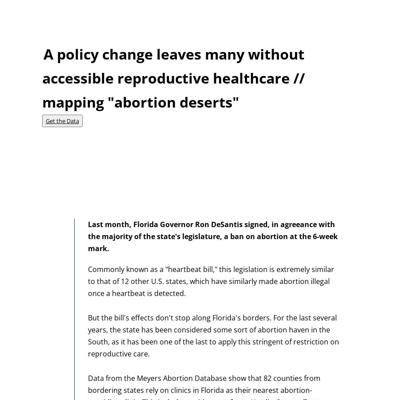 A policy change leaves many without
accessible reproductive healthcare //
mapping "abortion deserts"
Get the Data
Last month, Florida Governor Ron DeSantis signed, in agreeance with
the majority of the state's legislature, a ban on abortion at the 6-week
mark.
Commonly known as a "heartbeat bill," this legislation is extremely similar
to that of 12 other U.S. states, which have similarly made abortion illegal
once a heartbeat is detected.
But the bill's effects don't stop along Florida's borders. For the last several
years, the state has been considered some sort of abortion haven in the
South, as it has been one of the last to apply this stringent of restriction on
reproductive care.
Data from the Meyers Abortion Database show that 82 counties from
bordering states rely on clinics in Florida as their nearest abortion-